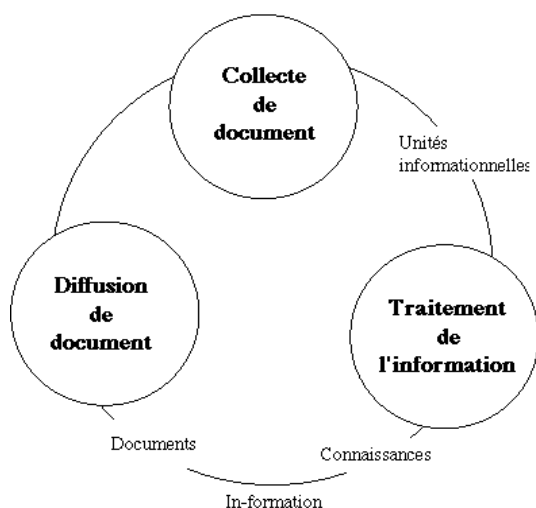 Collecte
de
document
Unités
informationnelles
Diffusion
de
document
Traitement
de
l'information
Documents
Connaissances
In-formation